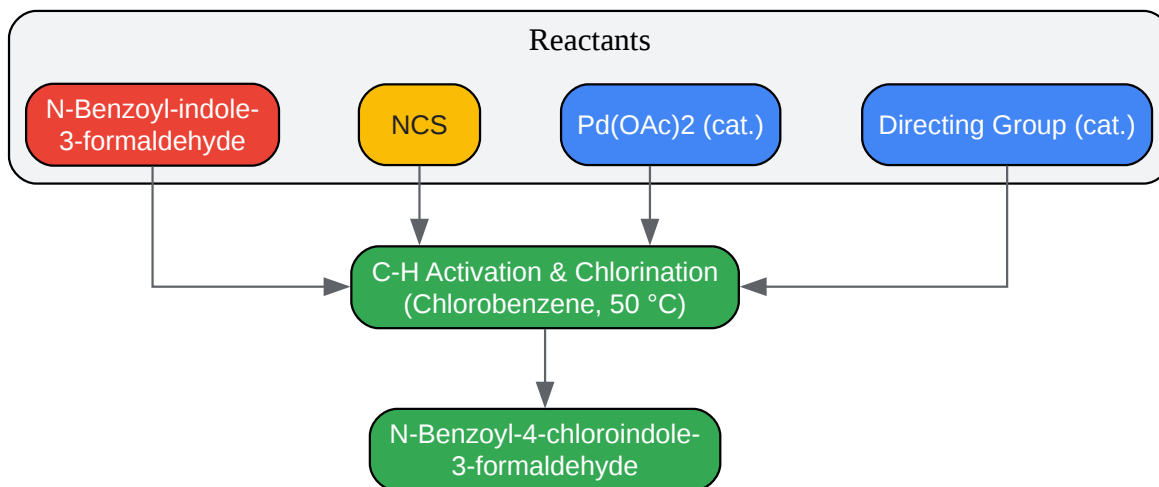 Reactants
N-Benzoyl-indole-
3-formaldehyde
NCS
Pd(OAc)2 (cat.)
Directing Group (cat.)
C-H Activation & Chlorination
(Chlorobenzene, 50 °C)
N-Benzoyl-4-chloroindole-
3-formaldehyde